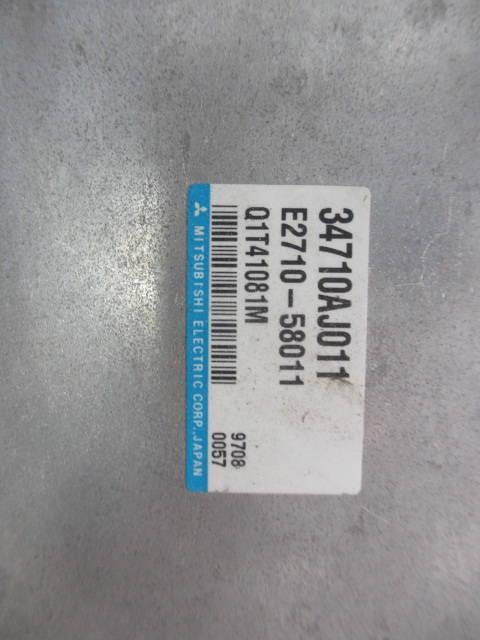 34710AJ011
E2710-58011
Q1T41081M
9708
0057
MITSUBISHI ELECTRIC CORP., JAPAN